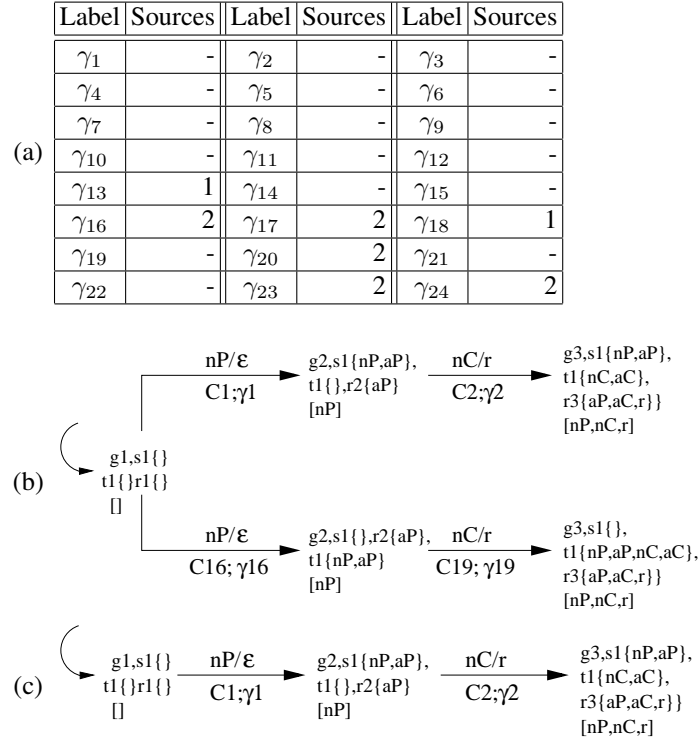 Label Sources Label Sources Label Sources
γ1 - γ2 - γ3 -
γ4 - γ5 - γ6 -
γ7 - γ8 - γ9 -
(a)
γ10 - γ11 - γ12 -
γ13 1 γ14 - γ15 -
γ16 2 γ17 2 γ18 1
γ19 - γ20 2 γ21 -
γ22 - γ23 2 γ24 2
(b)
g1,s1{}
t1{}r1{}
[]
nP/ε
C1;γ1
g2,s1{nP,aP},
t1{},r2{aP}
[nP]
nC/r
C2;γ2
g3,s1{nP,aP},
t1{nC,aC},
r3{aP,aC,r}}
[nP,nC,r]
nP/ε
C16;γ16
g2,s1{},r2{aP},
t1{nP,aP}
[nP]
nC/r
C19;γ19
g3,s1{},
t1{nP,aP,nC,aC},
r3{aP,aC,r}}
[nP,nC,r]
(c)
g1,s1{}
t1{}r1{}
[]
nP/ε
C1;γ1
g2,s1{nP,aP},
t1{},r2{aP}
[nP]
nC/r
C2;γ2
g3,s1{nP,aP},
t1{nC,aC},
r3{aP,aC,r}}
[nP,nC,r]